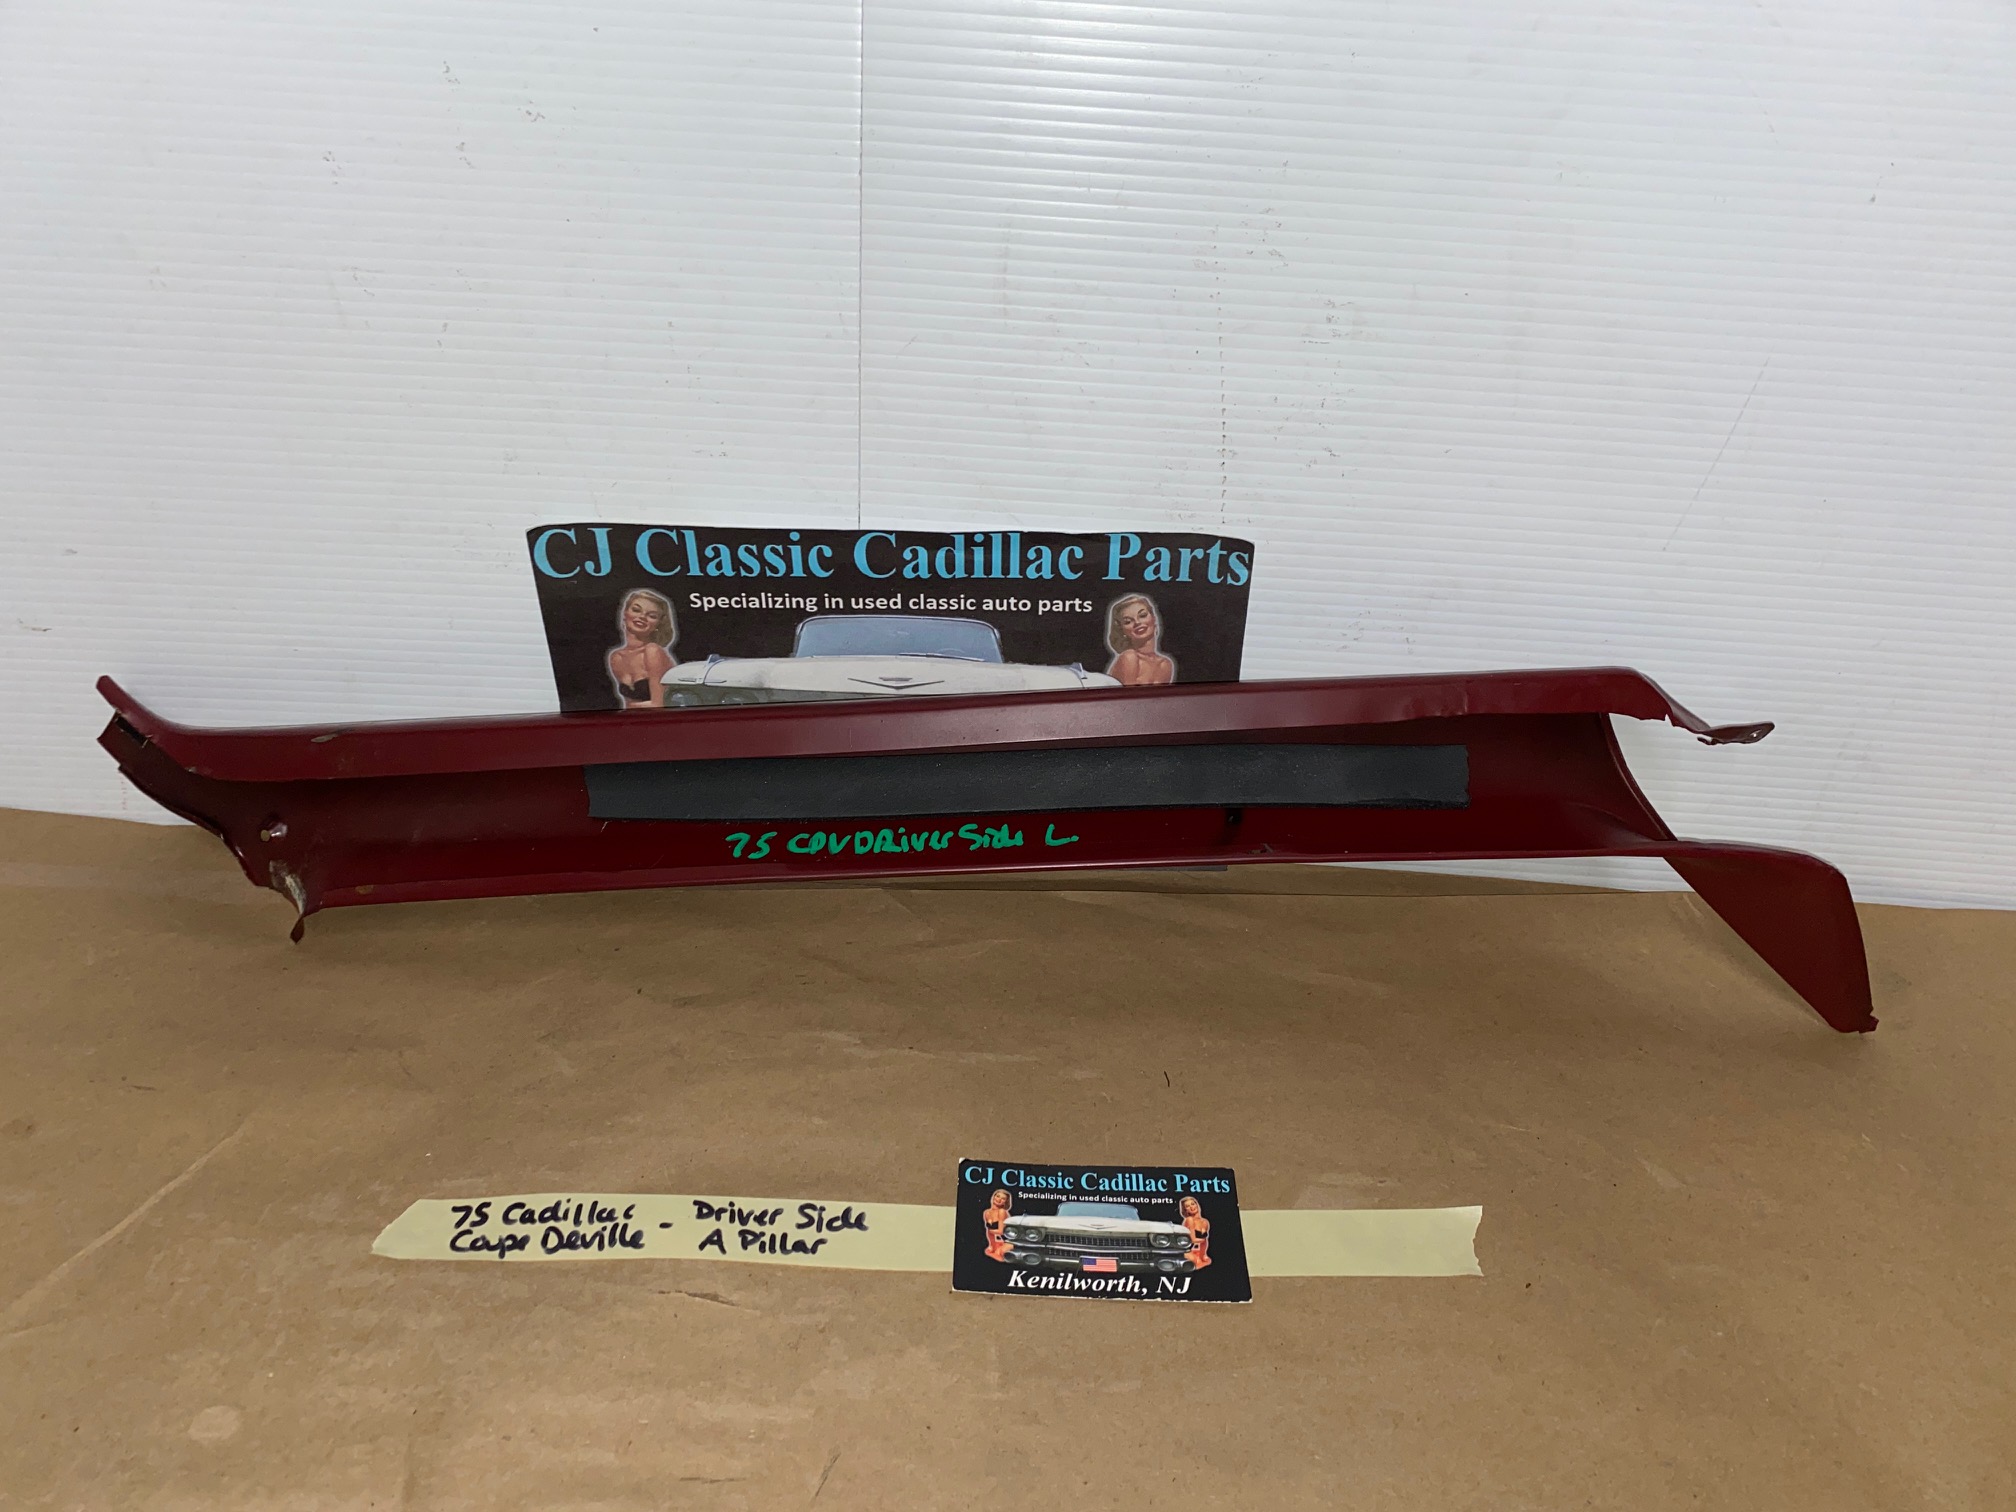 CJ Classic Cadillac Parts
Specializing in used classic auto parts
75 CDV DRiver Side L.
75 Cadillac
Coupe Deville - Driver Side
A Pillar
CJ Classic Cadillac Parts
Specializing in used classic auto parts
Kenilworth, NJ